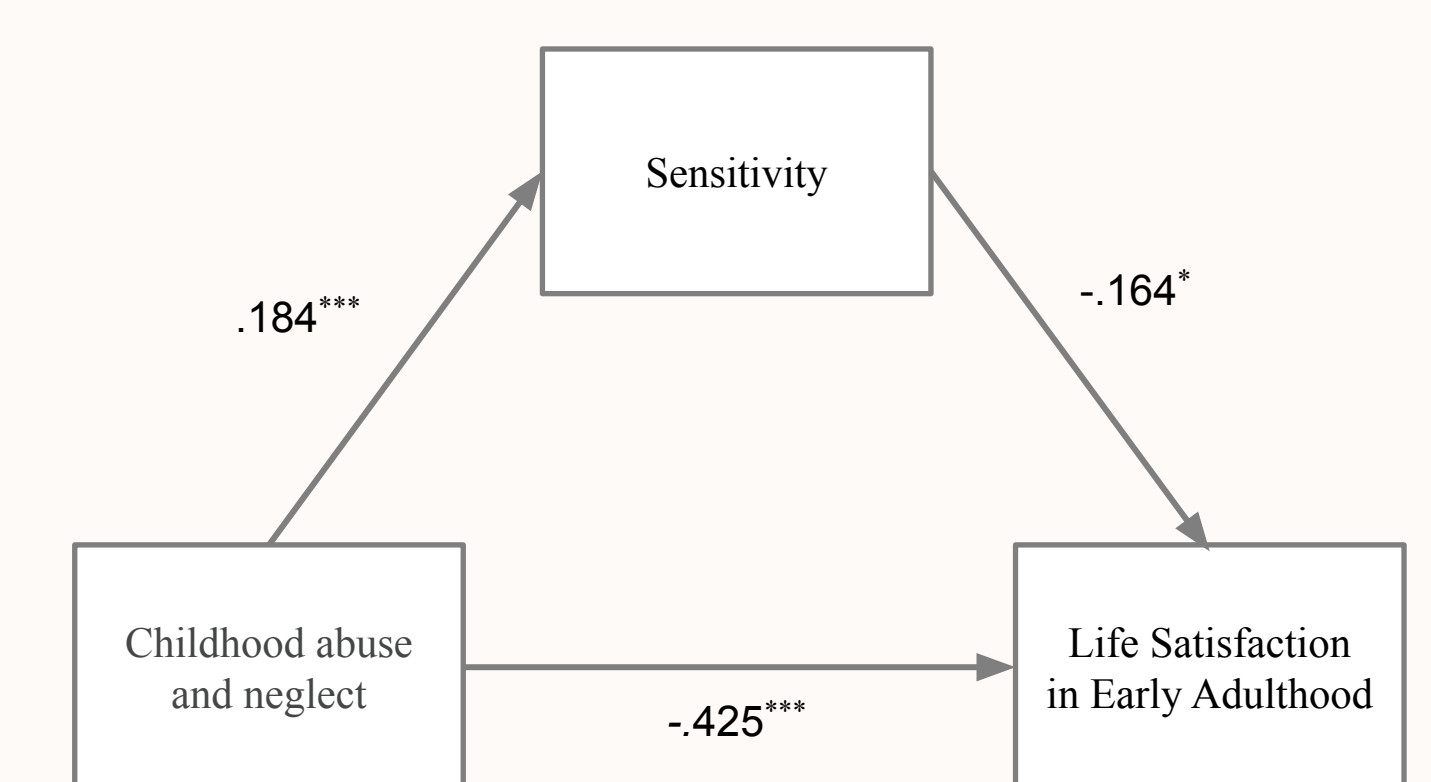 Sensitivity
.184***
-.164*
Childhood abuse
and neglect
Life Satisfaction
in Early Adulthood
-.425***